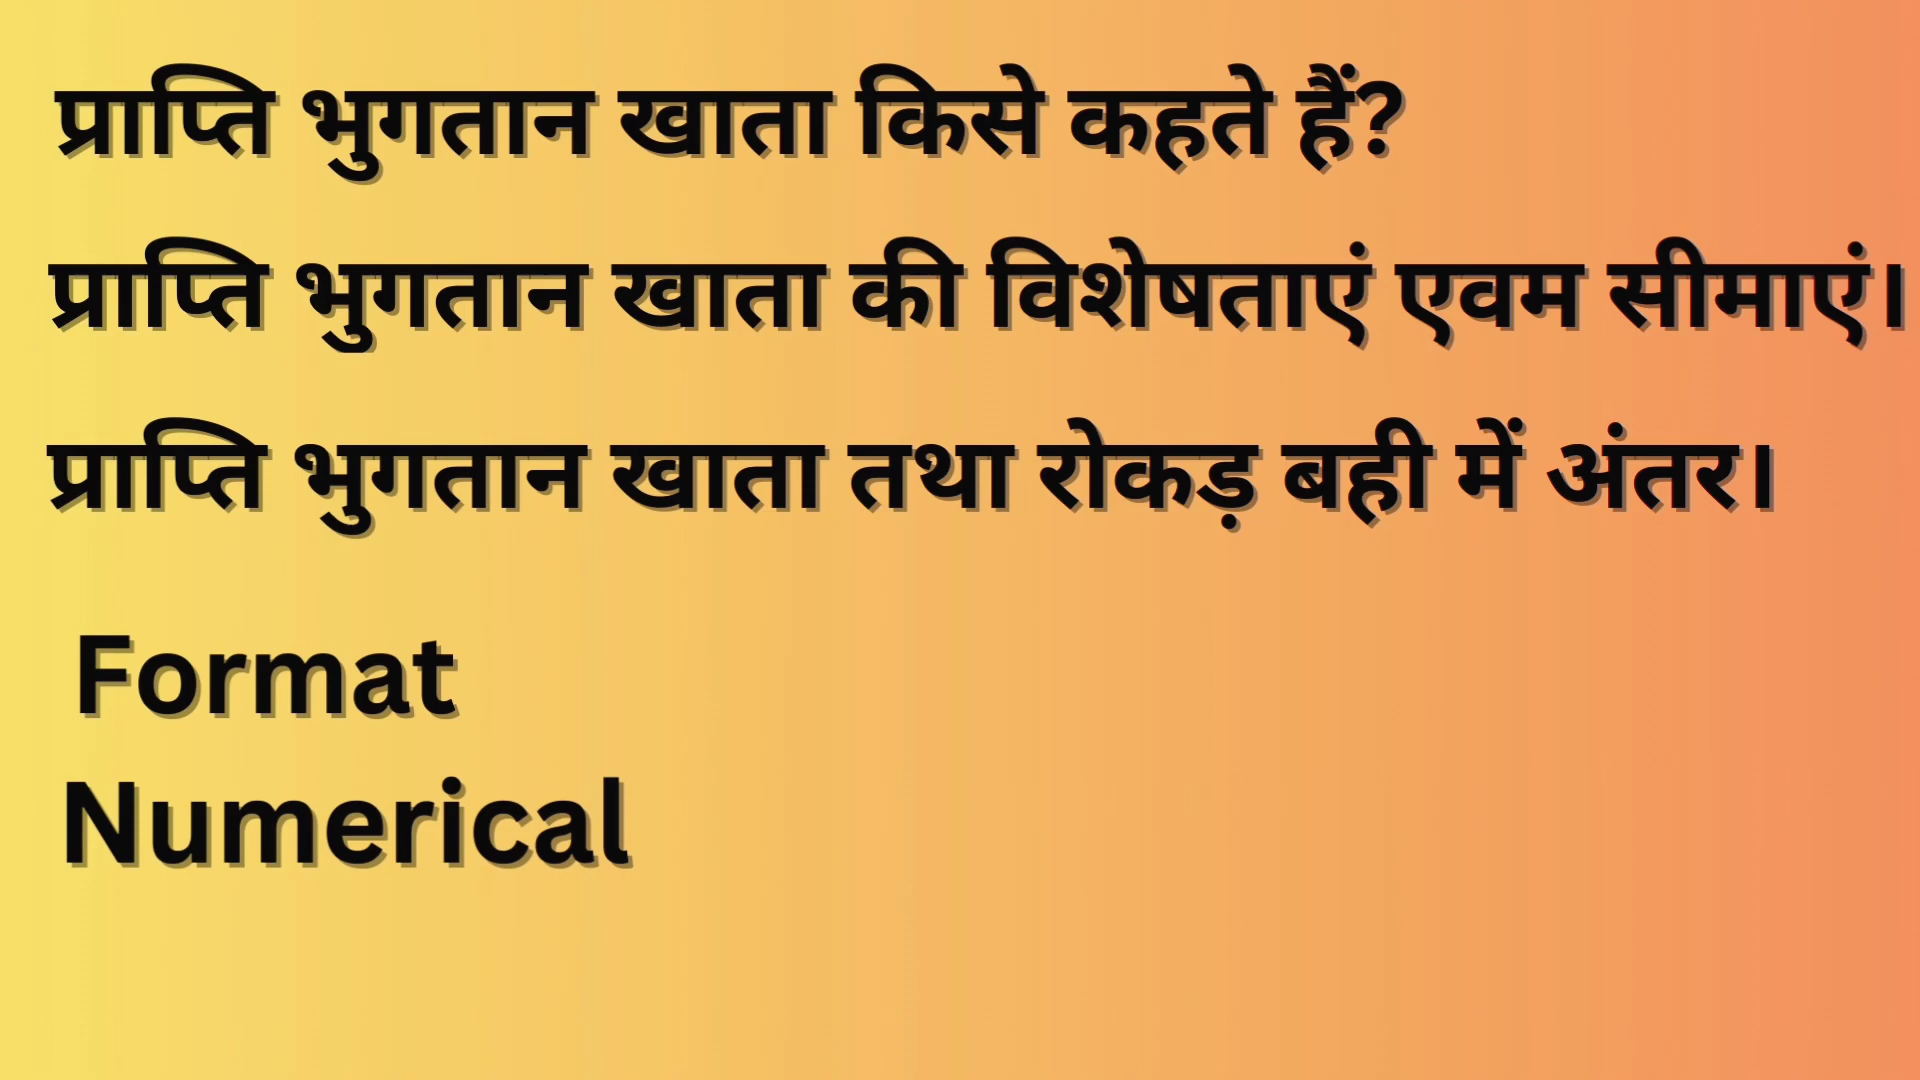 प्राप्ति भुगतान खाता किसे कहते हैं?
प्राप्ति भुगतान खाता की विशेषताएं एवम सीमाएं।
प्राप्ति भुगतान खाता तथा रोकड़ बही में अंतर।
Format
Numerical